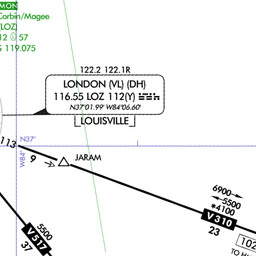 MON
Corbin/Magee
(LOZ)
12 57
119.075
122.2 122.1R
LONDON (VL) (DH)
116.55 LOZ 112(Y)
N37°01.99 W84°06.60'
LOUISVILLE
N37°
W84°
113
9
JARAM
6900
5500
*4100
V310
23
5500
V517
37
102